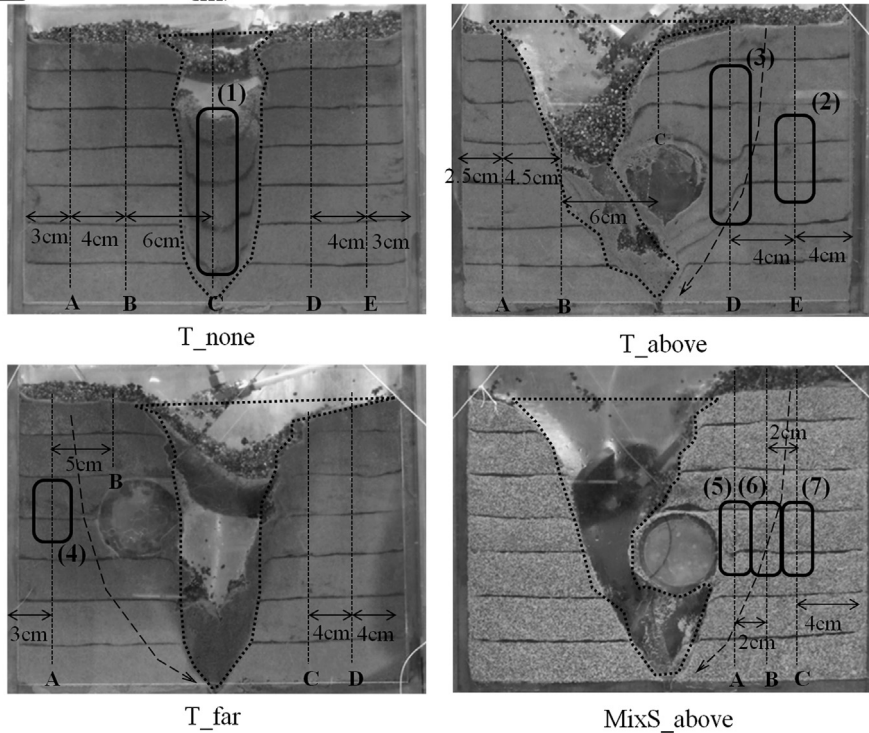 (1)
3cm
4cm
6cm
4cm
3cm
A
B
C
D
E
T_none
(3)
(2)
C
2.5cm
4.5cm
6cm
4cm
4cm
A
B
D
E
T_above
5cm
B
(4)
3cm
4cm
4cm
A
C
D
T_far
2cm
(5)
(6)
(7)
4cm
2cm
A
B
C
MixS_above